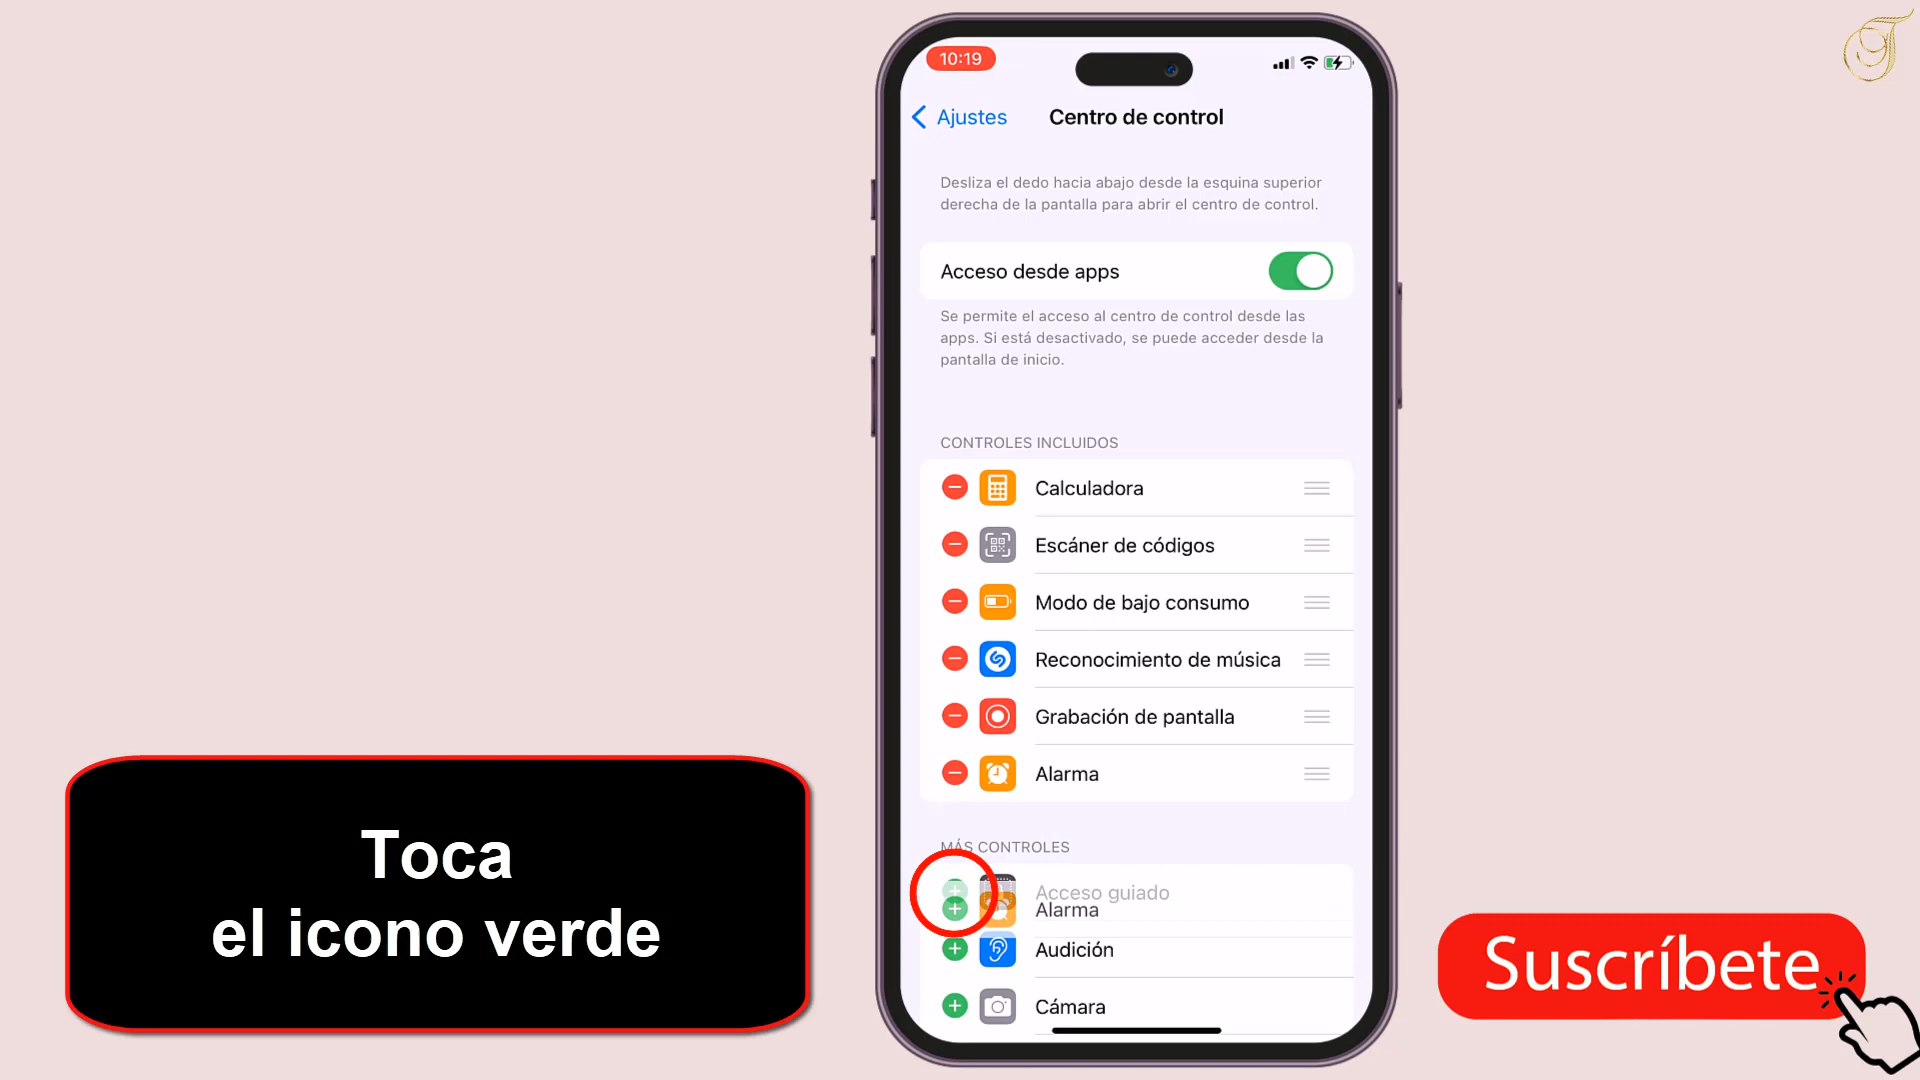 10:19
Ajustes
Centro de control
Desliza el dedo hacia abajo desde la esquina superior
derecha de la pantalla para abrir el centro de control.
Acceso desde apps
Se permite el acceso al centro de control desde las
apps. Si está desactivado, se puede acceder desde la
pantalla de inicio.
CONTROLES INCLUIDOS
Calculadora
Escáner de códigos
Modo de bajo consumo
Reconocimiento de música
Grabación de pantalla
Alarma
MÁS CONTROLES
Acceso guiado
Alarma
Audición
Cámara
Toca
el icono verde
Suscríbete